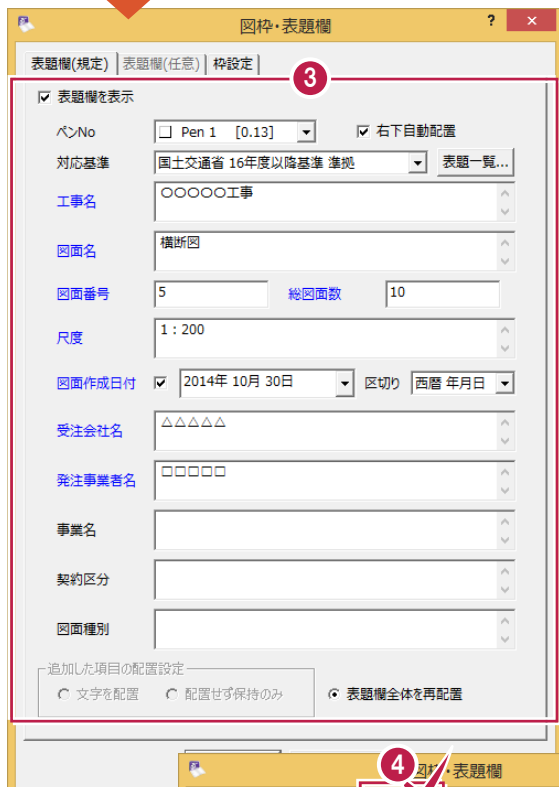 図枠・表題欄 ? ×
表題欄(規定) 表題欄(任意) 枠設定
3
表題欄を表示
ペンNo □ Pen 1 [0.13] 右下自動配置
対応基準 国土交通省 16年度以降基準 準拠 表題一覧...
工事名 〇〇〇〇〇工事
図面名 横断図
図面番号 5 総図面数 10
尺度 1：200
図面作成日付 2014年 10月 30日 区切り 西暦 年月日
受注会社名 △△△△△
発注事業者名 □□□□□
事業名
契約区分
図面種別
追加した項目の配置設定
文字を配置 配置せず保持のみ 表題欄全体を再配置
4
図枠・表題欄